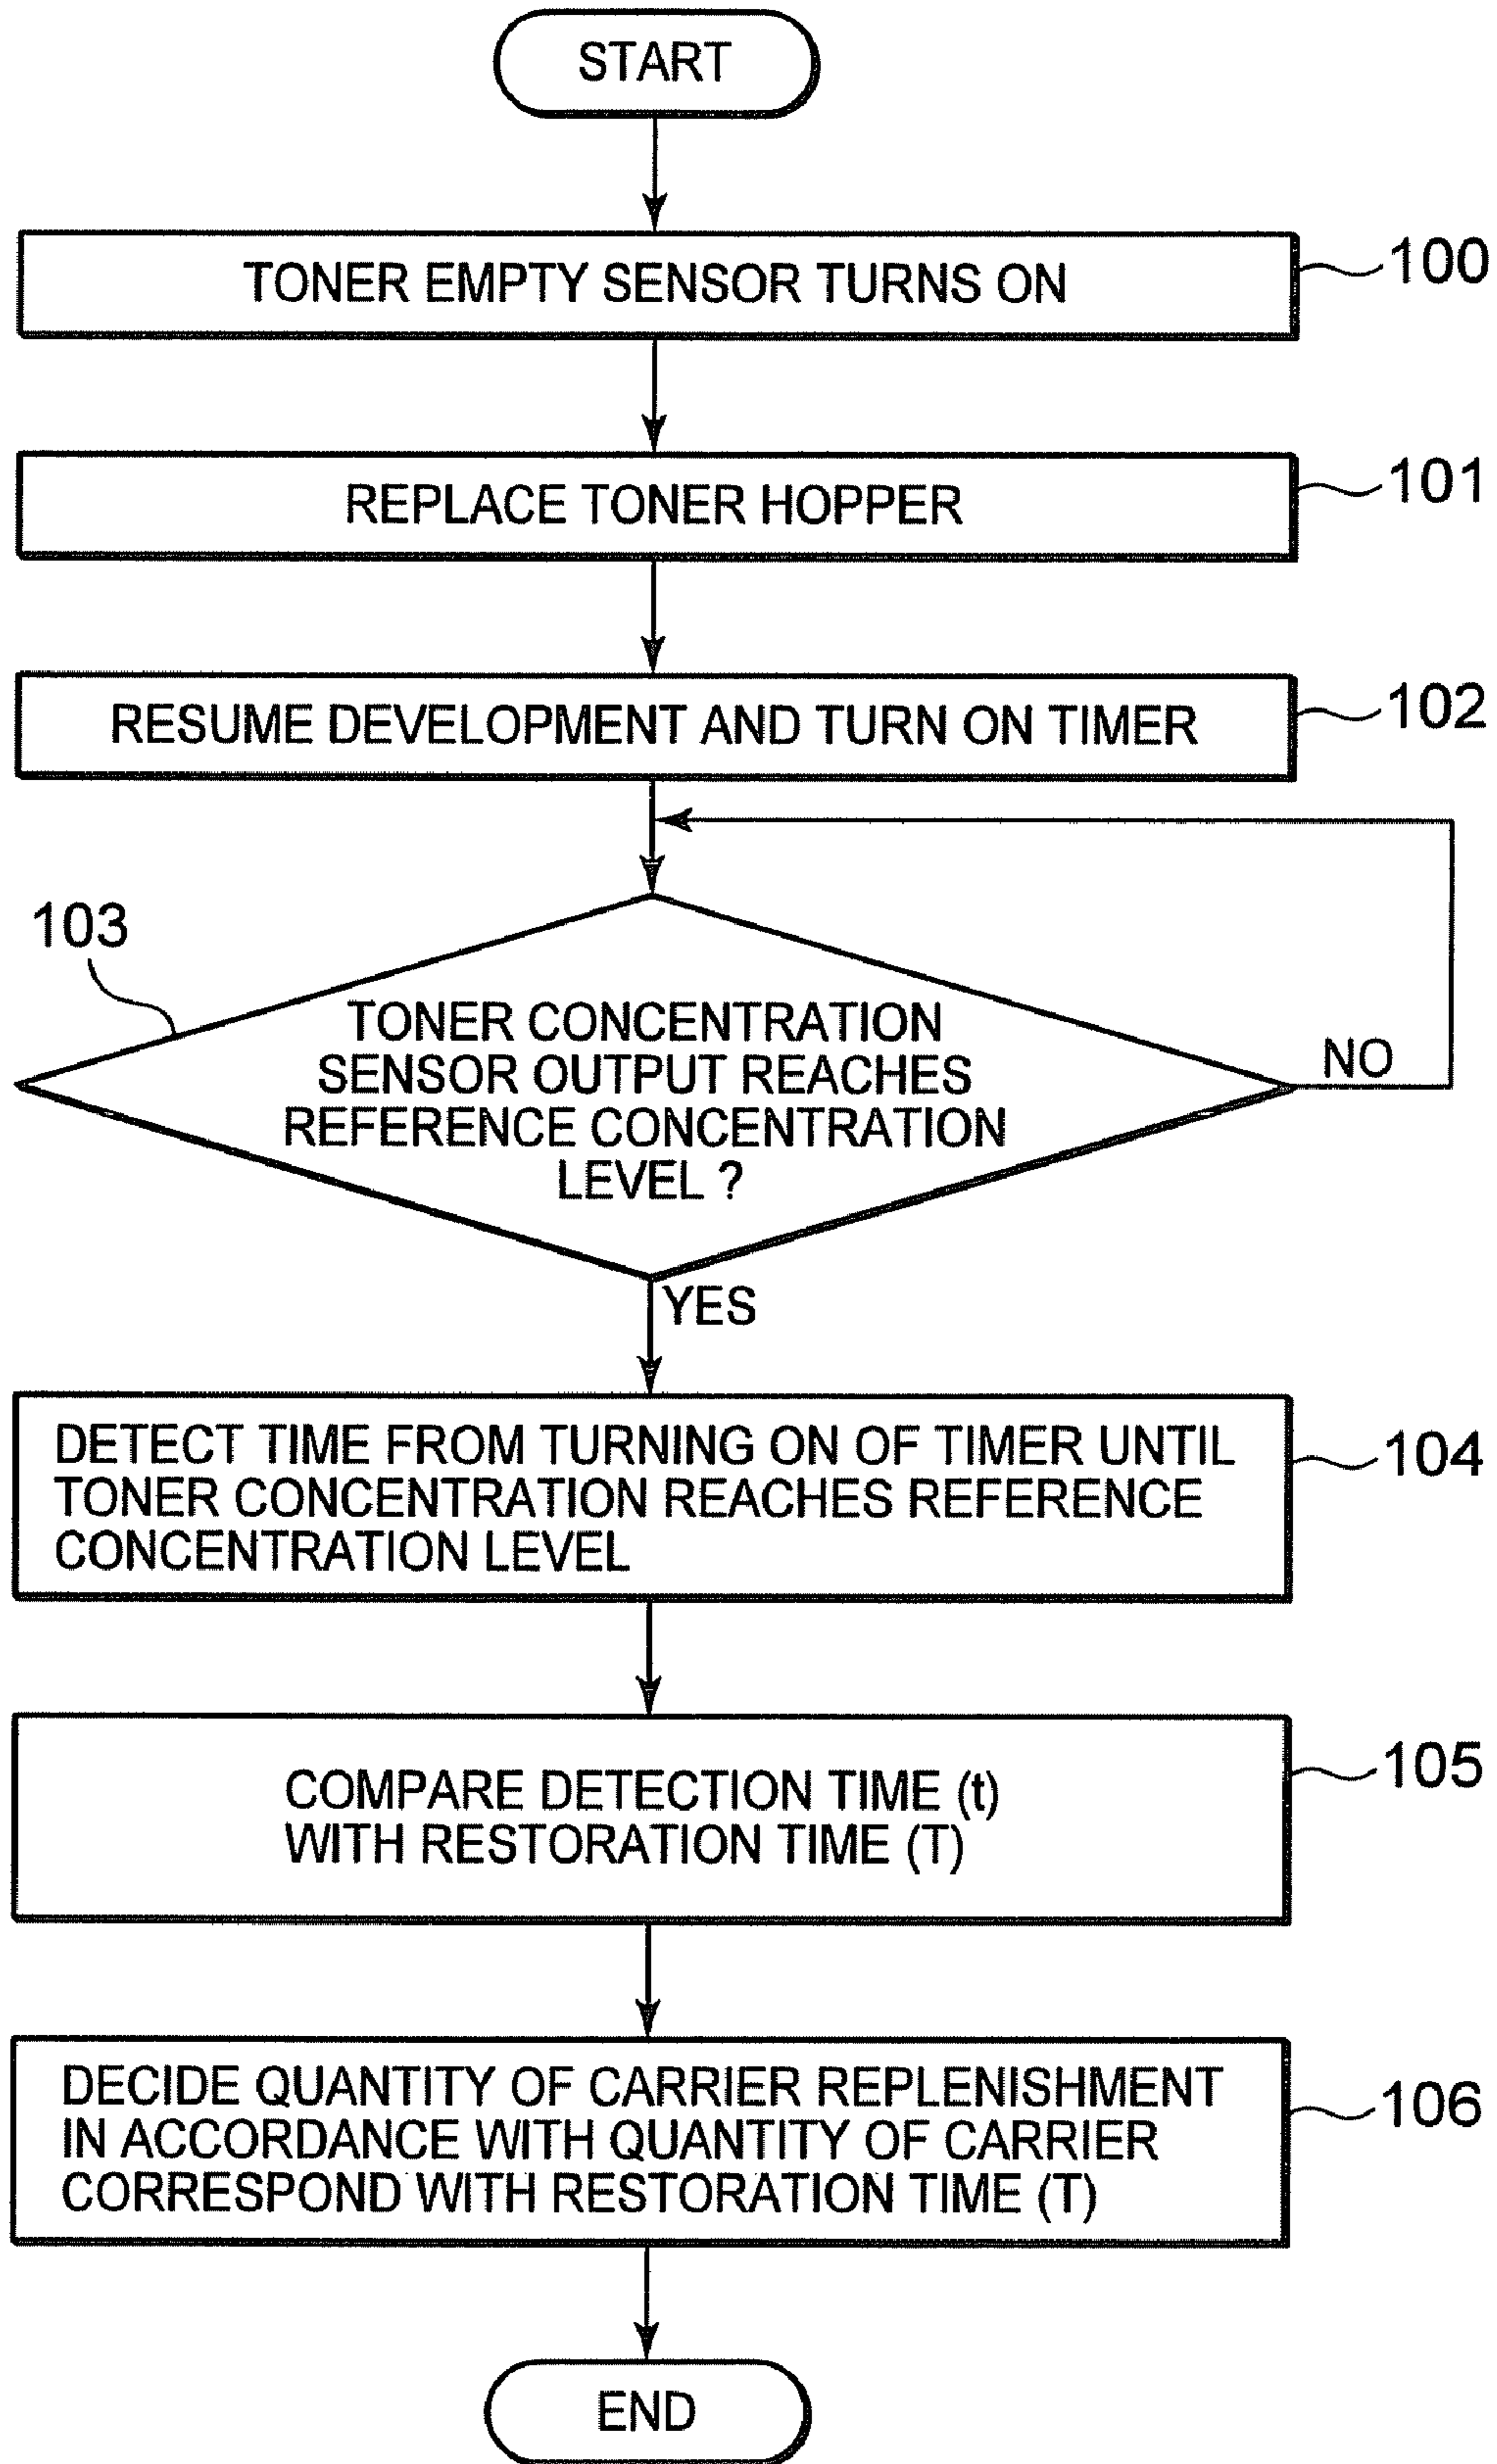 START
TONER EMPTY SENSOR TURNS ON
100
REPLACE TONER HOPPER
101
RESUME DEVELOPMENT AND TURN ON TIMER
102
103
TONER CONCENTRATION
SENSOR OUTPUT REACHES
REFERENCE CONCENTRATION
LEVEL ?
NO
YES
DETECT TIME FROM TURNING ON OF TIMER UNTIL
TONER CONCENTRATION REACHES REFERENCE
CONCENTRATION LEVEL
104
COMPARE DETECTION TIME (t)
WITH RESTORATION TIME (T)
105
DECIDE QUANTITY OF CARRIER REPLENISHMENT
IN ACCORDANCE WITH QUANTITY OF CARRIER
CORRESPOND WITH RESTORATION TIME (T)
106
END